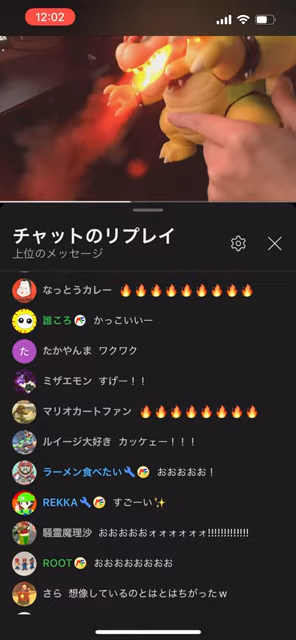 12:02
チャットのリプレイ
上位のメッセージ
なっとうカレー 🔥🔥🔥🔥🔥🔥🔥🔥🔥
誰ころ かっこいいー
た たかやんま ワクワク
ミザエモン すげー！！
マリオカートファン 🔥🔥🔥🔥🔥🔥🔥🔥
ルイージ大好き カッケェー！！！
ラーメン食べたい🔧 おおおおお！
REKKA🔧 すごーい✨
騒霊魔理沙 おおおおおォォォォォォ!!!!!!!!!!!!!
ROOT おおおおおおおお
さら 想像しているのとはとはちがったｗ